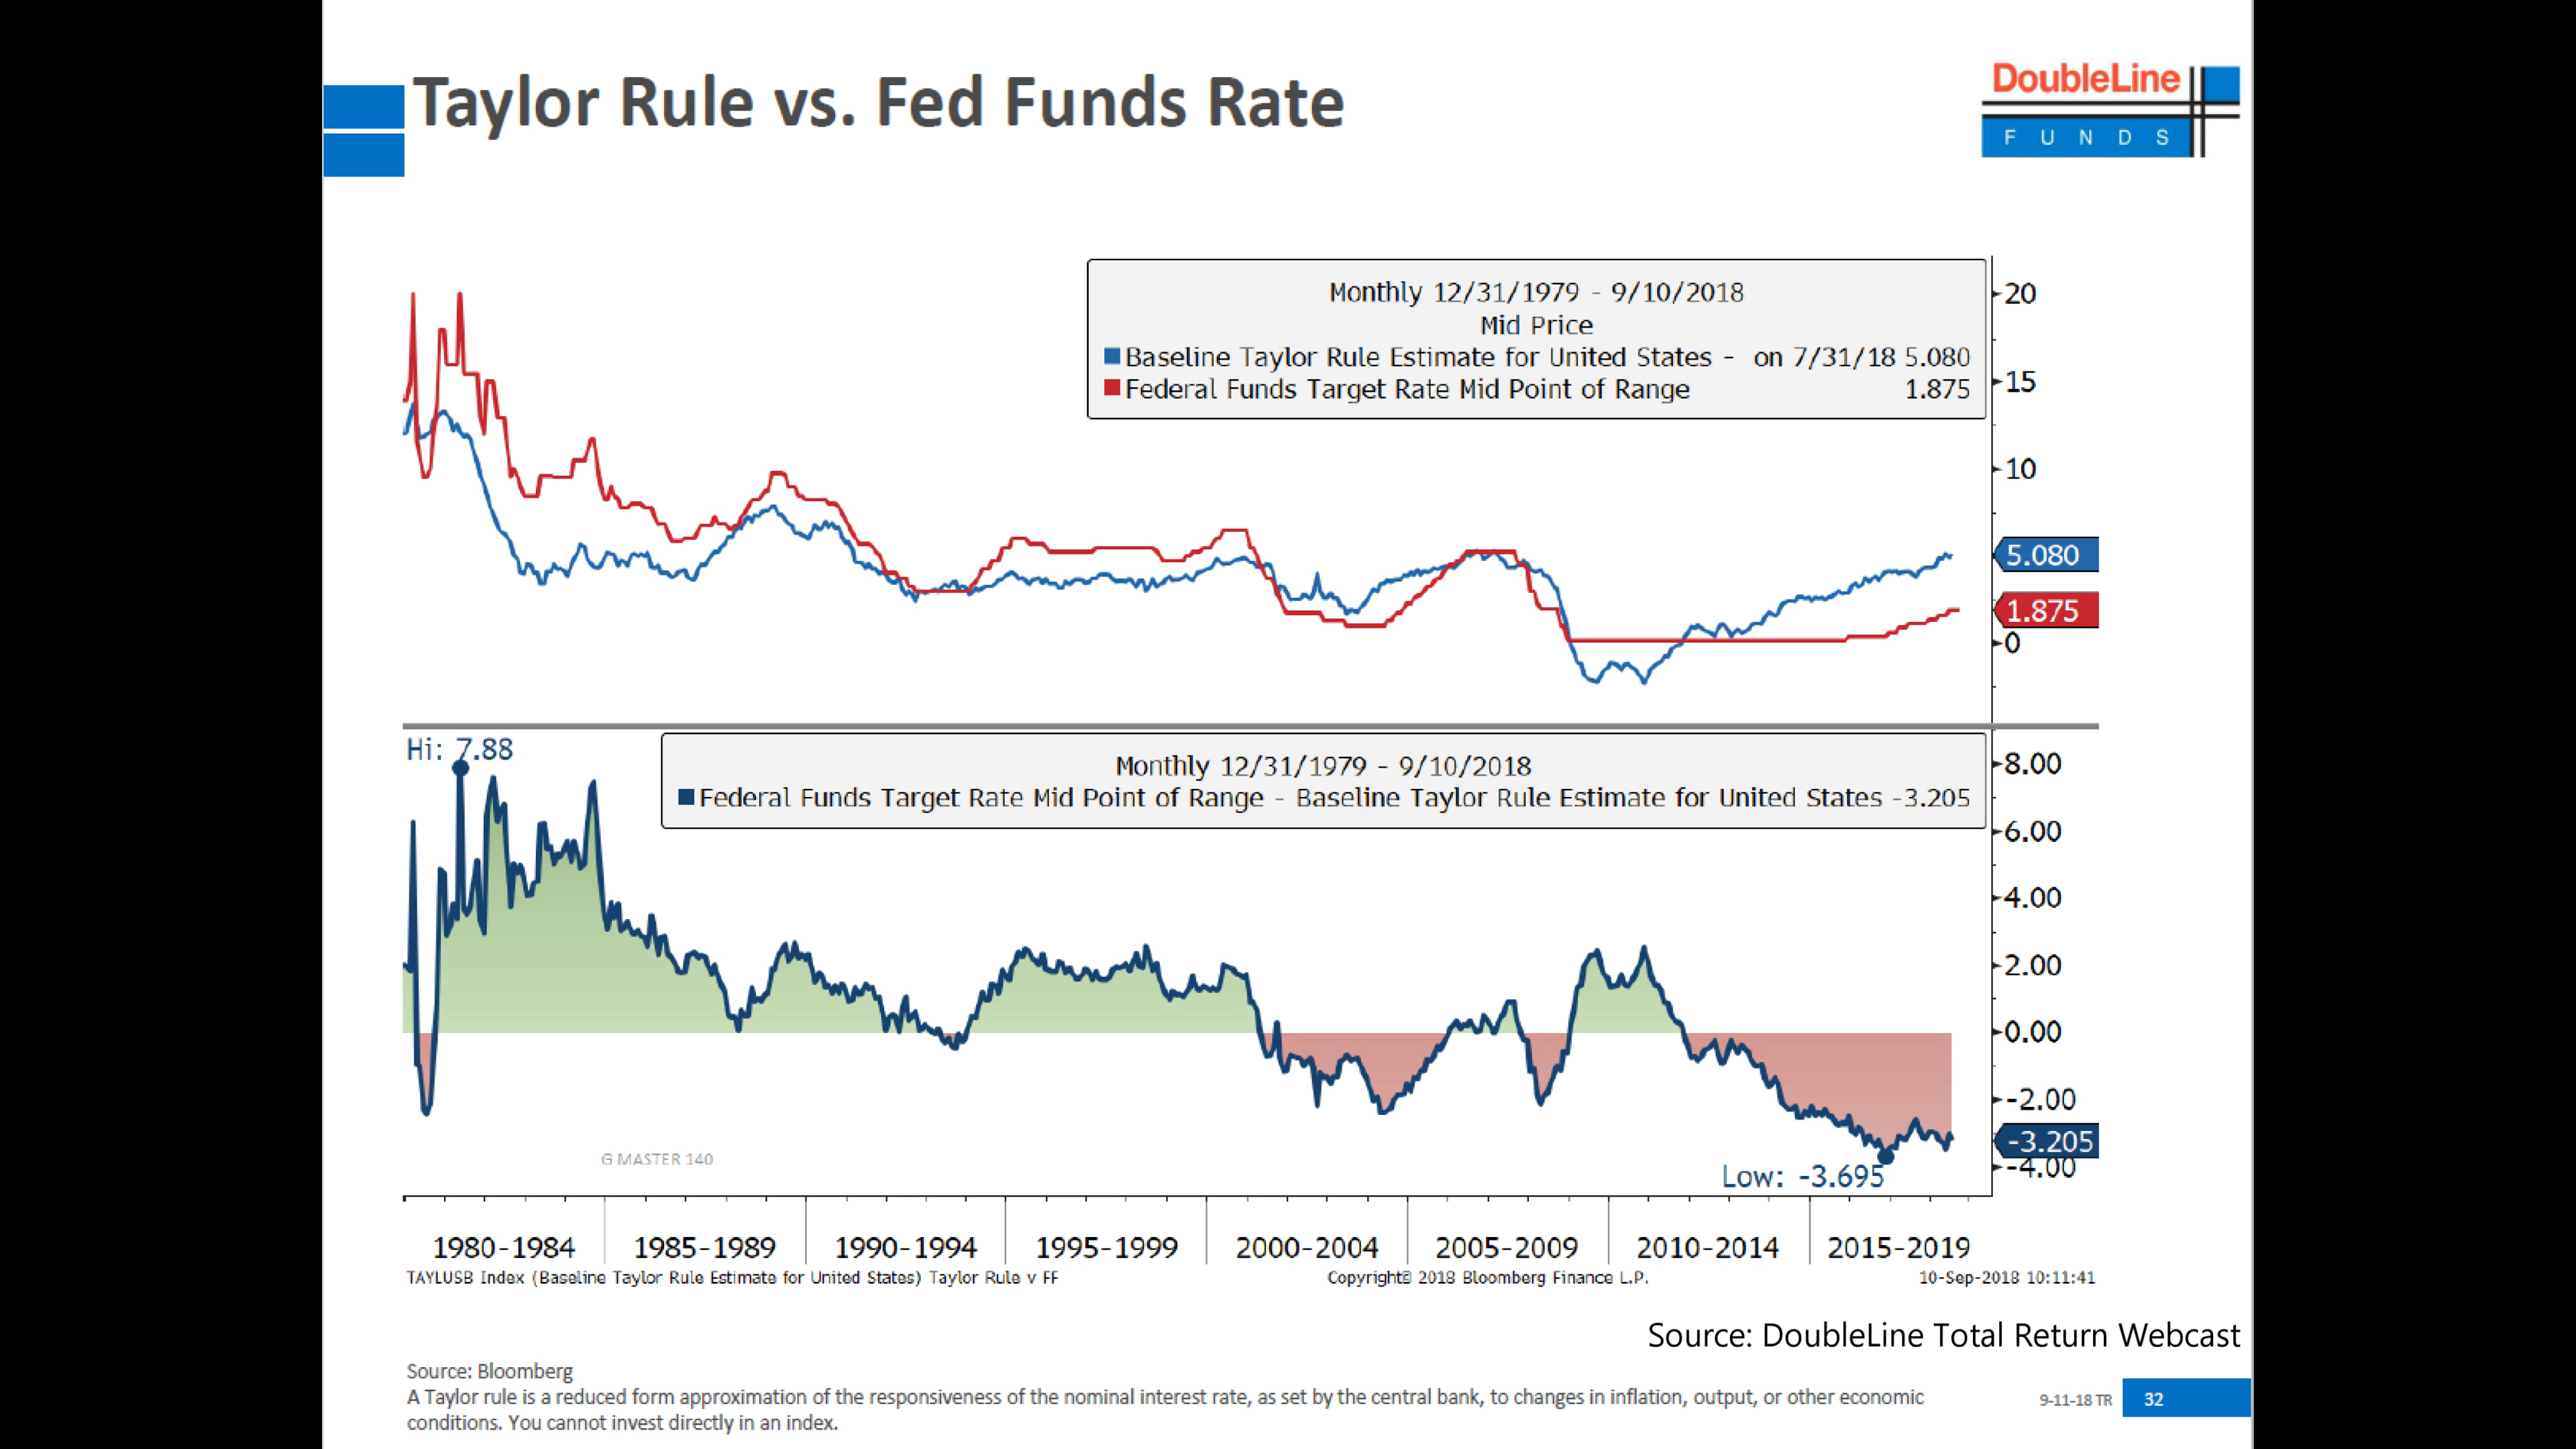 Taylor Rule vs. Fed Funds Rate
DoubleLine
FUNDS
Monthly 12/31/1979 - 9/10/2018
Mid Price
Baseline Taylor Rule Estimate for United States - on 7/31/18 5.080
Federal Funds Target Rate Mid Point of Range 1.875
20
15
10
5.080
1.875
0
Hi: 7.88
Monthly 12/31/1979 - 9/10/2018
Federal Funds Target Rate Mid Point of Range - Baseline Taylor Rule Estimate for United States -3.205
8.00
6.00
4.00
2.00
0.00
-2.00
-3.205
-4.00
G MASTER 140
Low: -3.695
1980-1984 1985-1989 1990-1994 1995-1999 2000-2004 2005-2009 2010-2014 2015-2019
TAYLUSB Index (Baseline Taylor Rule Estimate for United States) Taylor Rule v FF Copyright© 2018 Bloomberg Finance L.P. 10-Sep-2018 10:11:41
Source: DoubleLine Total Return Webcast
Source: Bloomberg
A Taylor rule is a reduced form approximation of the responsiveness of the nominal interest rate, as set by the central bank, to changes in inflation, output, or other economic
conditions. You cannot invest directly in an index.
9-11-18 TR 32